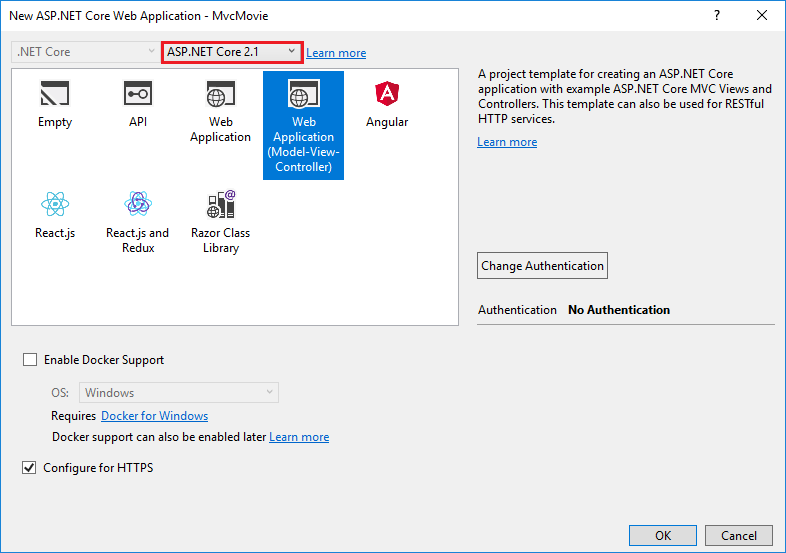 New ASP.NET Core Web Application - MvcMovie
.NET Core
ASP.NET Core 2.1
Learn more
Empty
API
Web
Application
Web
Application
(Model-View-
Controller)
Angular
React.js
React.js and
Redux
Razor Class
Library
A project template for creating an ASP.NET Core
application with example ASP.NET Core MVC Views and
Controllers. This template can also be used for RESTful
HTTP services.
Learn more
Change Authentication
Authentication No Authentication
Enable Docker Support
OS: Windows
Requires Docker for Windows
Docker support can also be enabled later Learn more
Configure for HTTPS
OK
Cancel